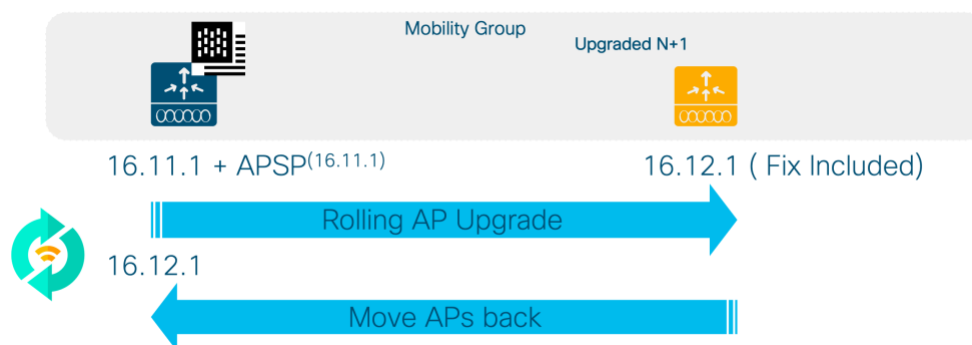 Mobility Group
Upgraded N+1
16.11.1 + APSP(16.11.1)
16.12.1 ( Fix Included)
Rolling AP Upgrade
16.12.1
Move APs back